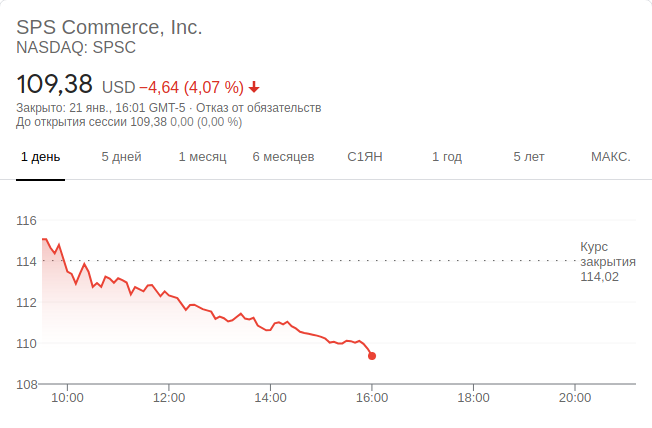 SPS Commerce, Inc.
NASDAQ: SPSC
109,38 USD −4,64 (4,07 %)
Закрыто: 21 янв., 16:01 GMT-5 · Отказ от обязательств
До открытия сессии 109,38 0,00 (0,00 %)
1 день 5 дней 1 месяц 6 месяцев С1ЯН 1 год 5 лет МАКС.
116
114
112
110
108
Курс
закрытия
114,02
10:00 12:00 14:00 16:00 18:00 20:00